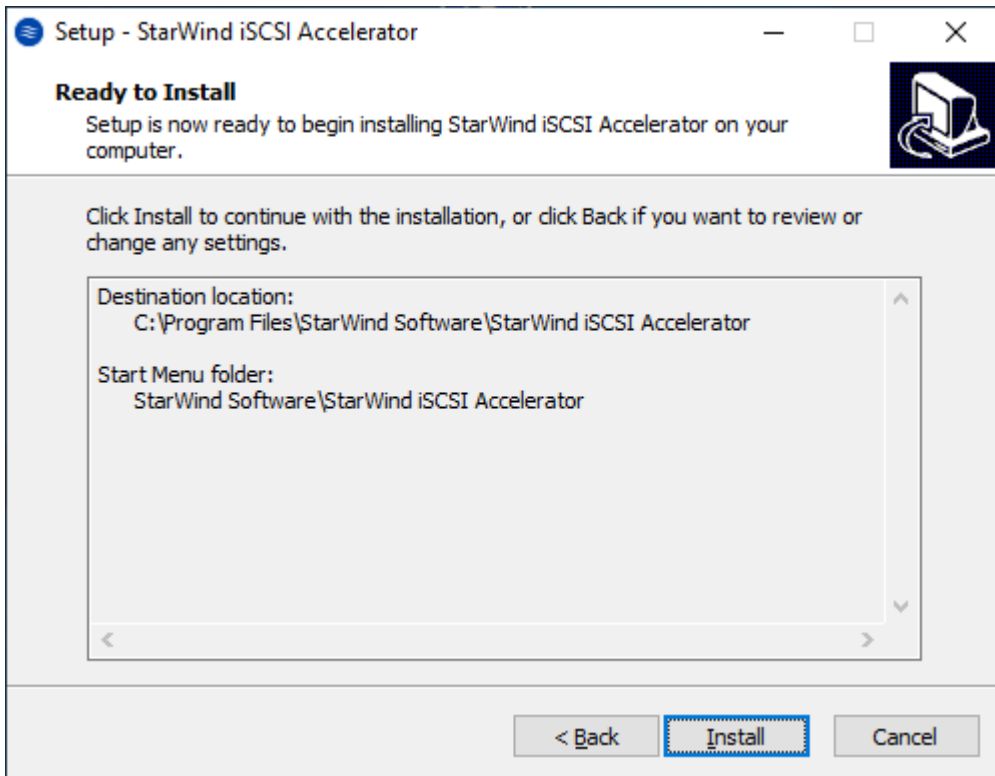 Setup - StarWind iSCSI Accelerator
Ready to Install
Setup is now ready to begin installing StarWind iSCSI Accelerator on your
computer.
Click Install to continue with the installation, or click Back if you want to review or
change any settings.
Destination location:
C:\Program Files\StarWind Software\StarWind iSCSI Accelerator
Start Menu folder:
StarWind Software\StarWind iSCSI Accelerator
< Back Install Cancel